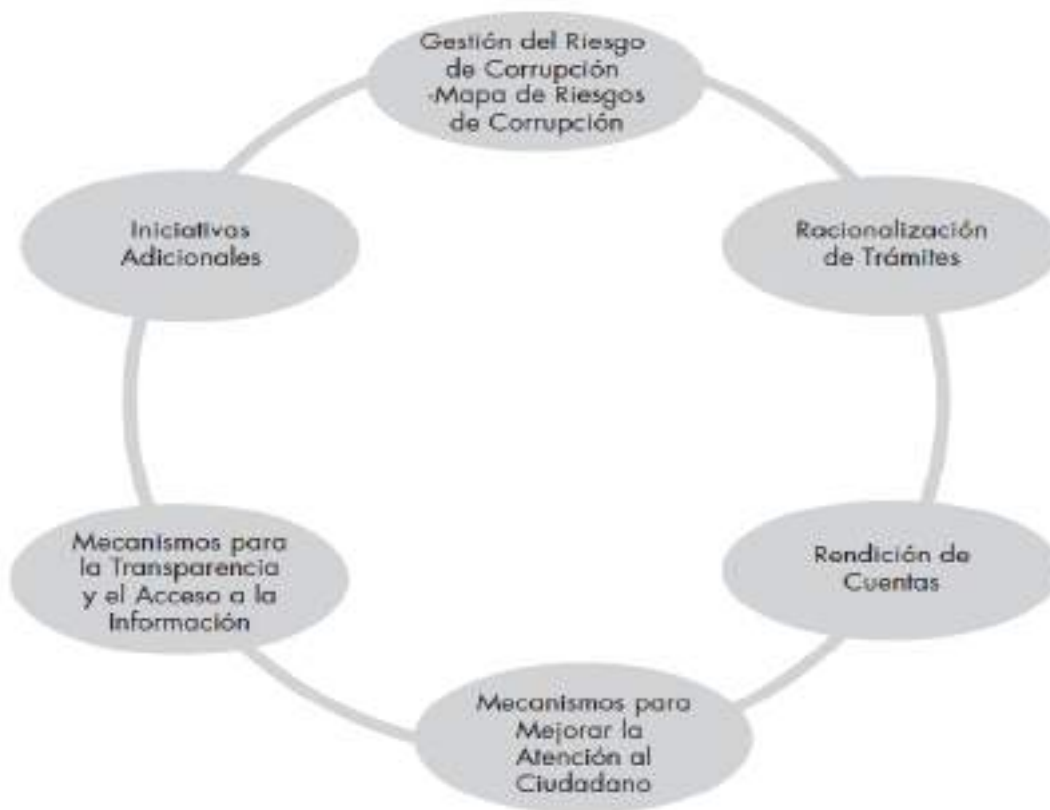 Gestión del Riesgo
de Corrupción
-Mapa de Riesgos
de Corrupción
Iniciativas
Adicionales
Racionalización
de Trámites
Mecanismos para
la Transparencia
y el Acceso a la
Información
Rendición de
Cuentas
Mecanismos para
Mejorar la
Atención al
Ciudadano